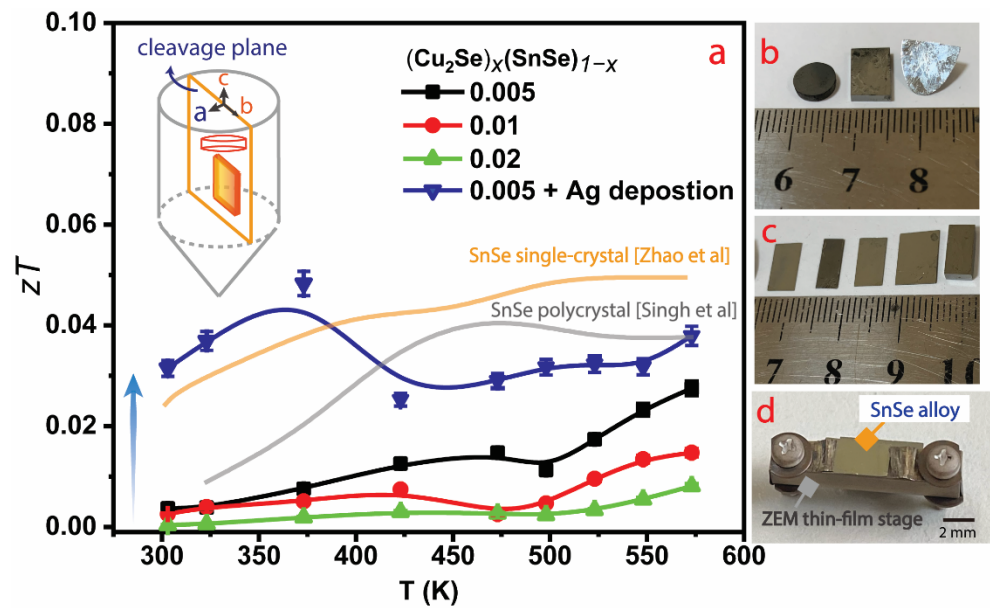 a
zT
0.10
0.08
0.06
0.04
0.02
0.00
300
350
400
450
500
550
600
T (K)
cleavage plane
c
a
b
(Cu₂Se)ₓ(SnSe)₁₋ₓ
0.005
0.01
0.02
0.005 + Ag depostion
SnSe single-crystal [Zhao et al]
SnSe polycrystal [Singh et al]
b
6 7 8
c
7 8 9 10
d
SnSe alloy
ZEM thin-film stage
2 mm